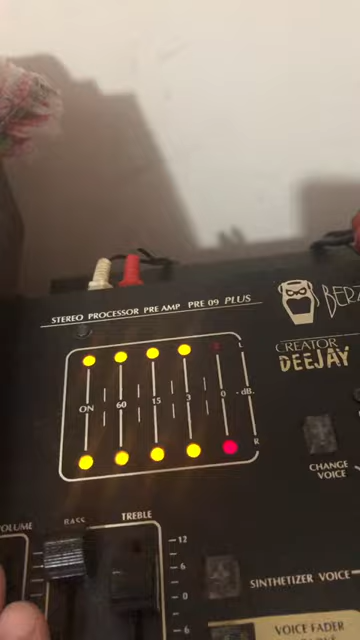 STEREO PROCESSOR PRE AMP PRE 09 PLUS
CREATOR
DEEJAY
L
ON 60 15 3 0 - dB.
R
CHANGE
VOICE
VOLUME BASS TREBLE
12
6
0
6
SINTHETIZER VOICE
VOICE FADER